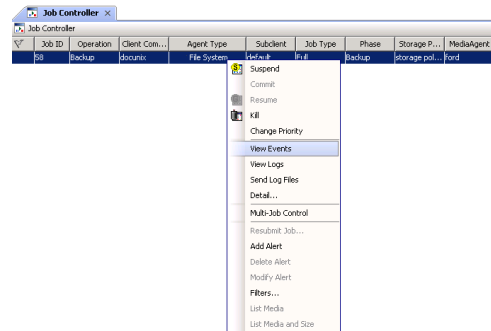 Job Controller
Job Controller
Job ID Operation Client Com... Agent Type Subclient Job Type Phase Storage P... MediaAgent
58 Backup docunix File System default Full Backup storage pol... ford
Suspend
Commit
Resume
Kill
Change Priority
View Events
View Logs
Send Log Files
Detail...
Multi-Job Control
Resubmit Job...
Add Alert
Delete Alert
Modify Alert
Filters...
List Media
List Media and Size